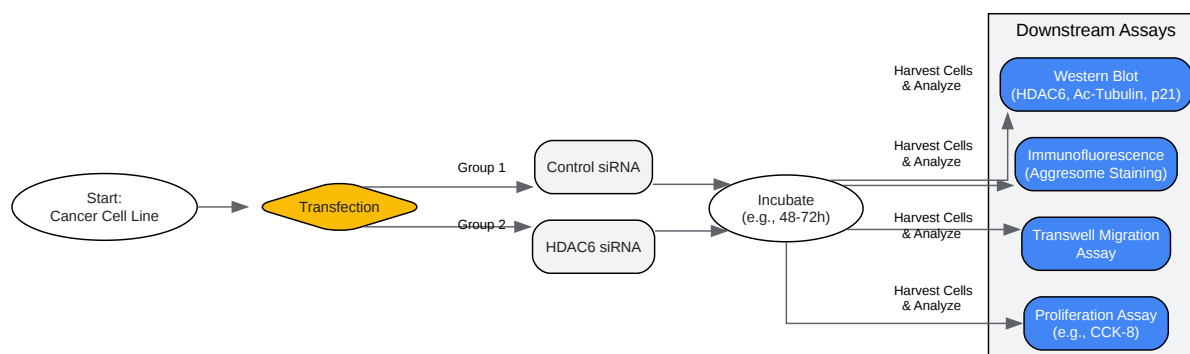 Downstream Assays
Harvest Cells
& Analyze
Western Blot
(HDAC6, Ac-Tubulin, p21)
Harvest Cells
& Analyze
Immunofluorescence
(Aggresome Staining)
Group 1
Control siRNA
Start:
Cancer Cell Line
Transfection
Incubate
(e.g., 48-72h)
Group 2
HDAC6 siRNA
Harvest Cells
& Analyze
Transwell Migration
Assay
Harvest Cells
& Analyze
Proliferation Assay
(e.g., CCK-8)